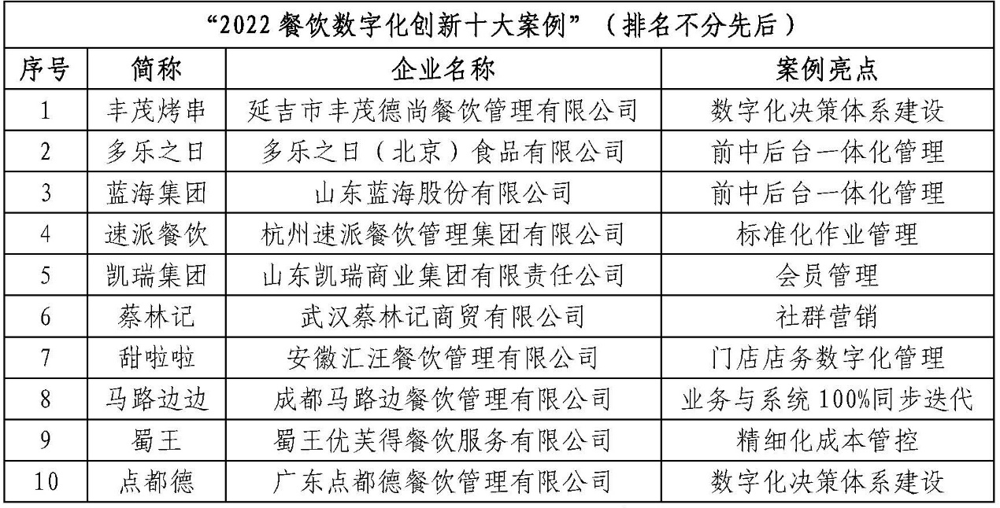 “2022餐饮数字化创新十大案例”（排名不分先后）
序号 简称 企业名称 案例亮点
1 丰茂烤串 延吉市丰茂德尚餐饮管理有限公司 数字化决策体系建设
2 多乐之日 多乐之日（北京）食品有限公司 前中后台一体化管理
3 蓝海集团 山东蓝海股份有限公司 前中后台一体化管理
4 速派餐饮 杭州速派餐饮管理集团有限公司 标准化作业管理
5 凯瑞集团 山东凯瑞商业集团有限责任公司 会员管理
6 蔡林记 武汉蔡林记商贸有限公司 社群营销
7 甜啦啦 安徽汇汪餐饮管理有限公司 门店店务数字化管理
8 马路边边 成都马路边餐饮管理有限公司 业务与系统100%同步迭代
9 蜀王 蜀王优芙得餐饮服务有限公司 精细化成本管控
10 点都德 广东点都德餐饮管理有限公司 数字化决策体系建设